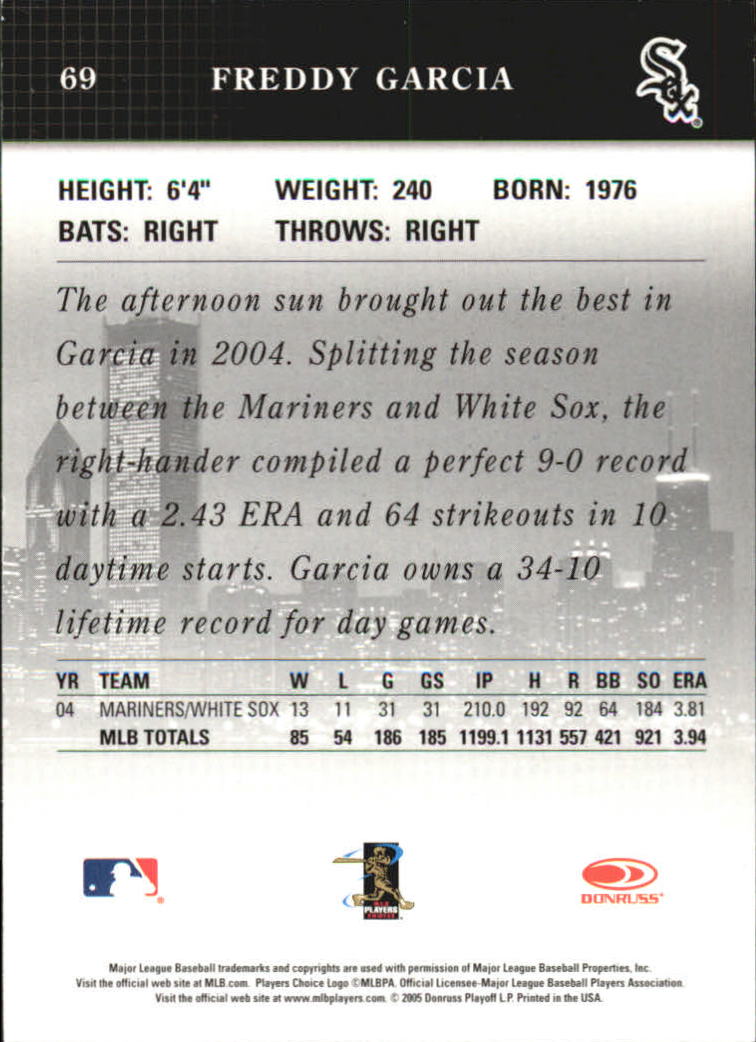 69 FREDDY GARCIA Sox
HEIGHT: 6'4" WEIGHT: 240 BORN: 1976
BATS: RIGHT THROWS: RIGHT
The afternoon sun brought out the best in
Garcia in 2004. Splitting the season
between the Mariners and White Sox, the
right-hander compiled a perfect 9-0 record
with a 2.43 ERA and 64 strikeouts in 10
daytime starts. Garcia owns a 34-10
lifetime record for day games.
YR TEAM W L G GS IP H R BB SO ERA
04 MARINERS/WHITE SOX 13 11 31 31 210.0 192 92 64 184 3.81
MLB TOTALS 85 54 186 185 1199.1 1131 557 421 921 3.94
PLAYERS
CHOICE
DONRUSS
Major League Baseball trademarks and copyrights are used with permission of Major League Baseball Properties, Inc.
Visit the official web site at MLB.com. Players Choice Logo ©MLBPA. Official Licensee-Major League Baseball Players Association.
Visit the official web site at www.mlbplayers.com. © 2005 Donruss Playoff L.P. Printed in the USA.